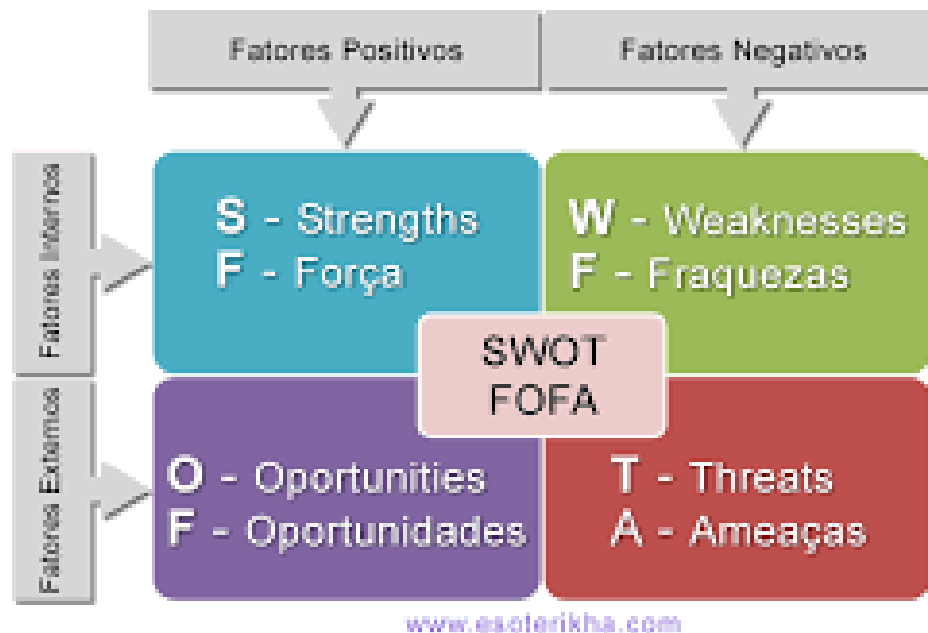 Fatores Positivos
Fatores Negativos
Fatores Internos
S - Strengths
F - Força
W - Weaknesses
F - Fraquezas
SWOT
FOFA
Fatores Externos
O - Oportunities
F - Oportunidades
T - Threats
A - Ameaças
www.esoterikha.com